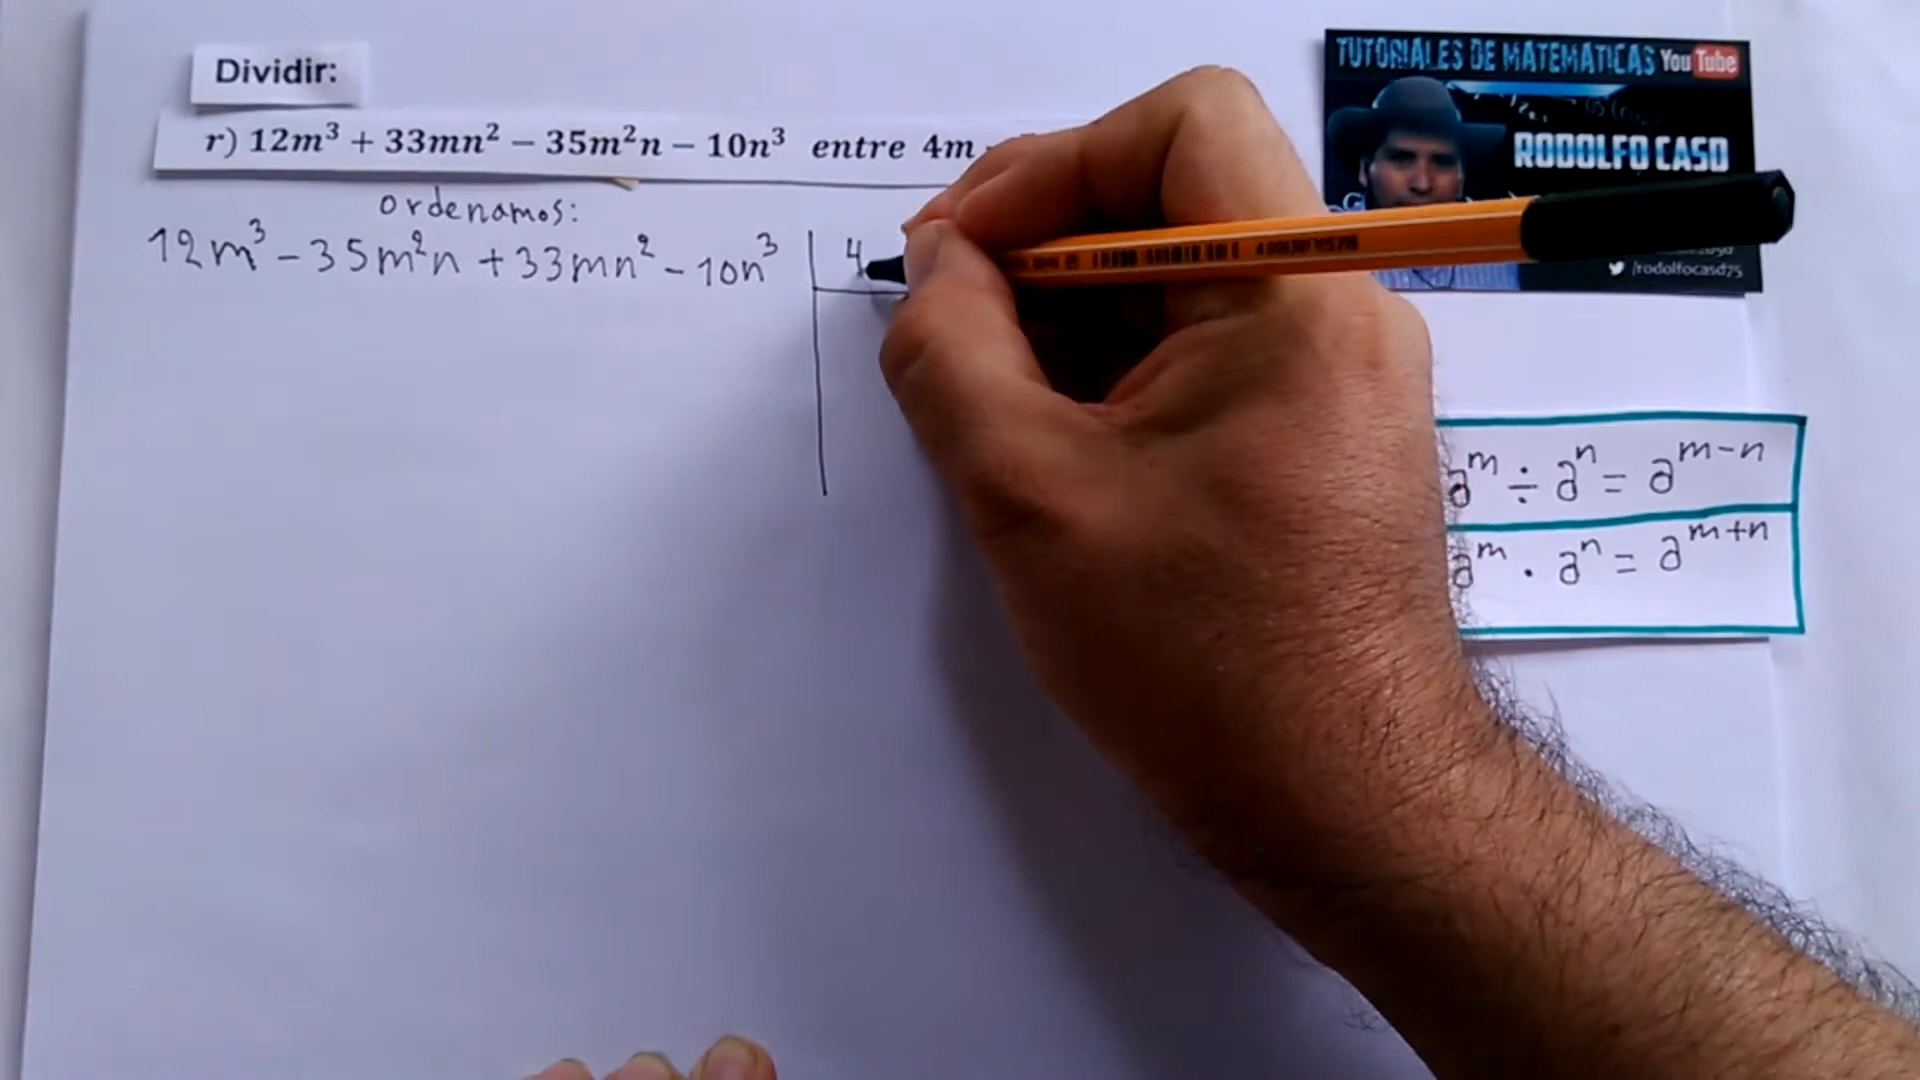 Dividir:
r) 12m³ + 33mn² − 35m²n − 10n³ entre 4m
ordenamos:
12m³ − 35m²n + 33mn² − 10n³ | 4
TUTORIALES DE MATEMATICAS YouTube
RODOLFO CASO
/rodolfocasd75
aᵐ ÷ aⁿ = aᵐ⁻ⁿ
aᵐ · aⁿ = aᵐ⁺ⁿ